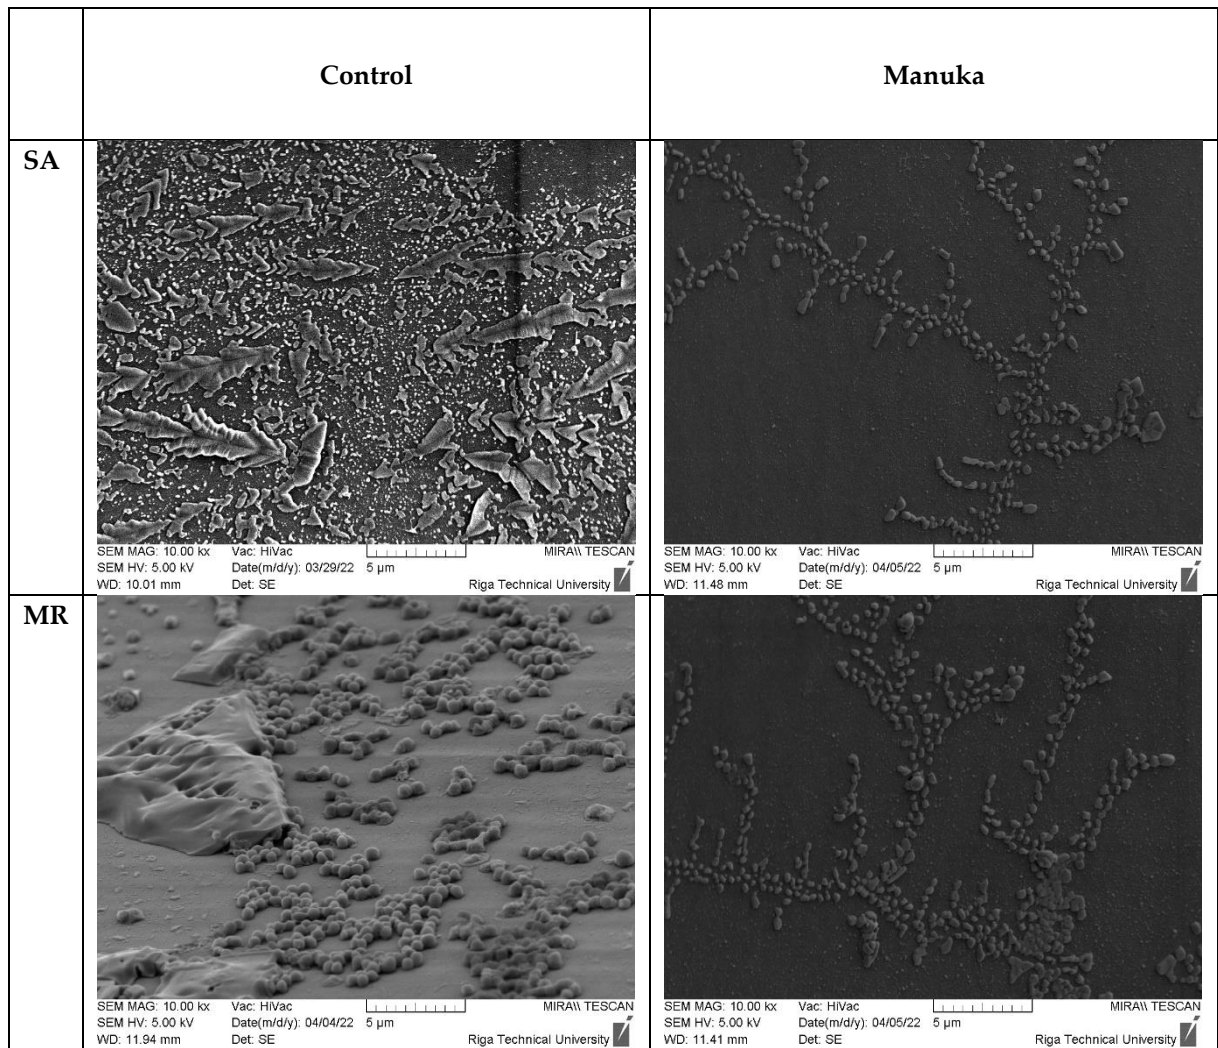 Control
Manuka
SA
SEM MAG: 10.00 kx Vac: HiVac MIRA\\ TESCAN
SEM HV: 5.00 kV Date(m/d/y): 03/29/22 5 µm
WD: 10.01 mm Det: SE Riga Technical University
SEM MAG: 10.00 kx Vac: HiVac MIRA\\ TESCAN
SEM HV: 5.00 kV Date(m/d/y): 04/05/22 5 µm
WD: 11.48 mm Det: SE Riga Technical University
MR
SEM MAG: 10.00 kx Vac: HiVac MIRA\\ TESCAN
SEM HV: 5.00 kV Date(m/d/y): 04/04/22 5 µm
WD: 11.94 mm Det: SE Riga Technical University
SEM MAG: 10.00 kx Vac: HiVac MIRA\\ TESCAN
SEM HV: 5.00 kV Date(m/d/y): 04/05/22 5 µm
WD: 11.41 mm Det: SE Riga Technical University